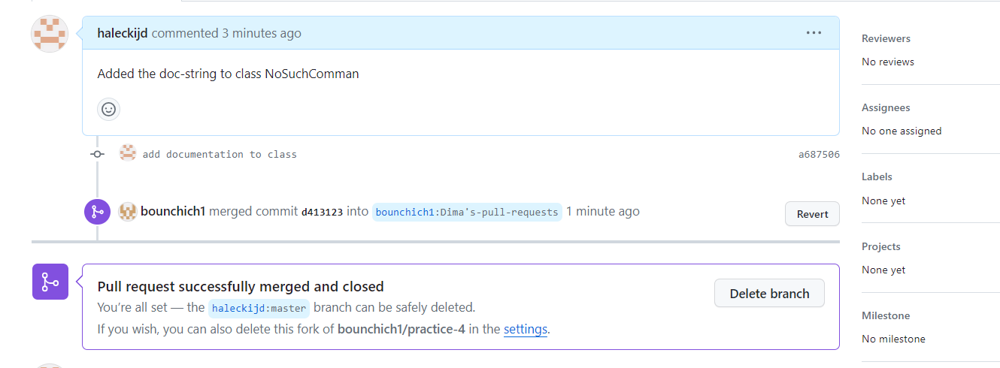 haleckijd commented 3 minutes ago
Added the doc-string to class NoSuchComman
add documentation to class
a687506
bounchich1 merged commit d413123 into bounchich1:Dima's-pull-requests 1 minute ago
Revert
Pull request successfully merged and closed
You're all set — the haleckijd:master branch can be safely deleted.
If you wish, you can also delete this fork of bounchich1/practice-4 in the settings.
Delete branch
Reviewers
No reviews
Assignees
No one assigned
Labels
None yet
Projects
None yet
Milestone
No milestone